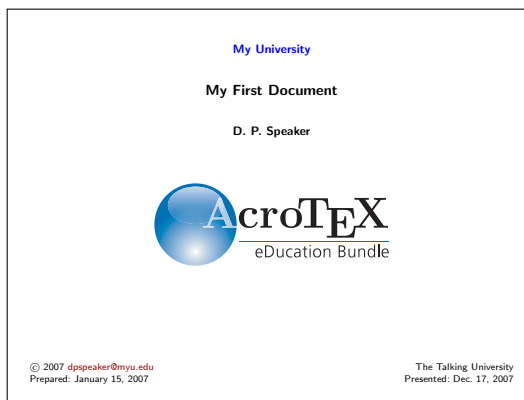 My University
My First Document
D. P. Speaker
AcroTEX
eDucation Bundle
© 2007 dpspeaker@myu.edu
Prepared: January 15, 2007
The Talking University
Presented: Dec. 17, 2007